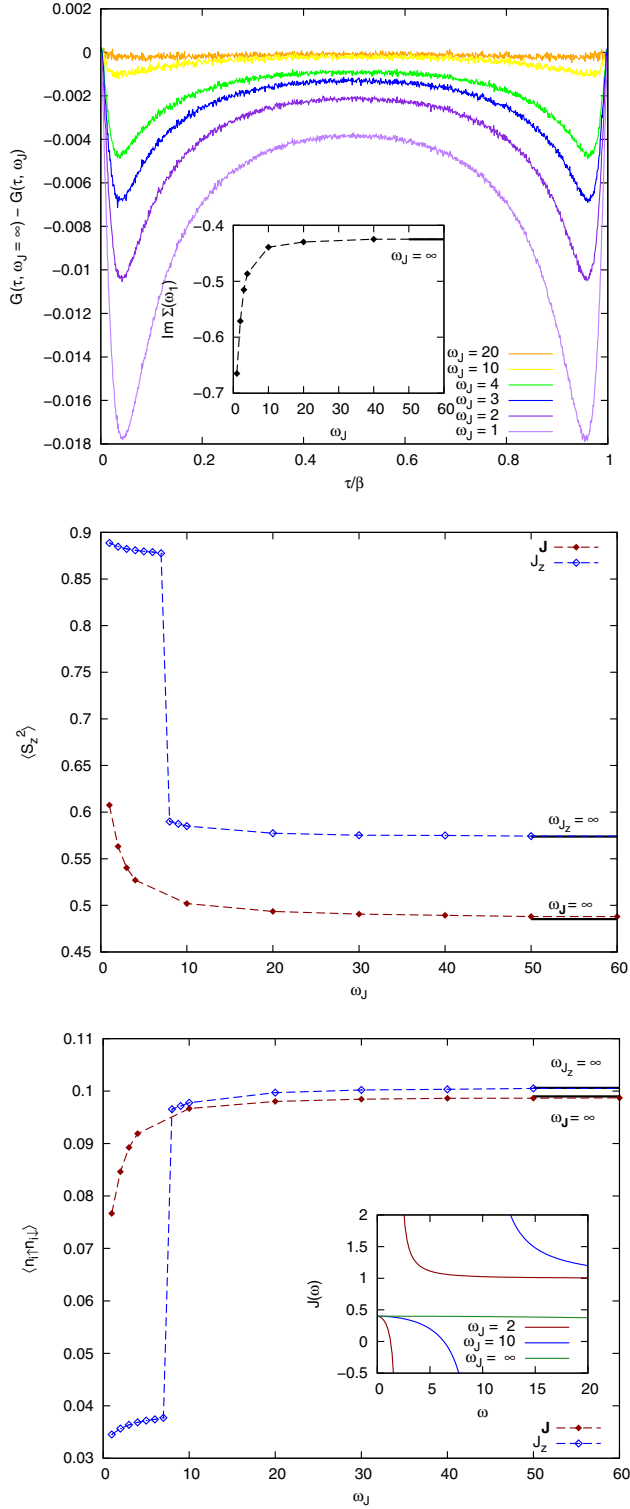 0.002
0
−0.002
−0.004
−0.006
−0.008
−0.01
−0.012
−0.014
−0.016
−0.018
G(τ, ω_J = ∞) − G(τ, ω_J)
0 0.2 0.4 0.6 0.8 1
τ/β
−0.4
−0.5
−0.6
−0.7
Im Σ(ω₁)
0 10 20 30 40 50 60
ω_J
ω_J = ∞
ω_J = 20
ω_J = 10
ω_J = 4
ω_J = 3
ω_J = 2
ω_J = 1
0.9
0.85
0.8
0.75
0.7
0.65
0.6
0.55
0.5
0.45
⟨S_z²⟩
0 10 20 30 40 50 60
ω_J
J
J_z
ω_{J_z} = ∞
ω_J = ∞
0.11
0.1
0.09
0.08
0.07
0.06
0.05
0.04
0.03
⟨n_{i↑}n_{i↓}⟩
0 10 20 30 40 50 60
ω_J
ω_{J_z} = ∞
ω_J = ∞
2
1.5
1
0.5
0
−0.5
J(ω)
0 5 10 15 20
ω
ω_J = 2
ω_J = 10
ω_J = ∞
J
J_z